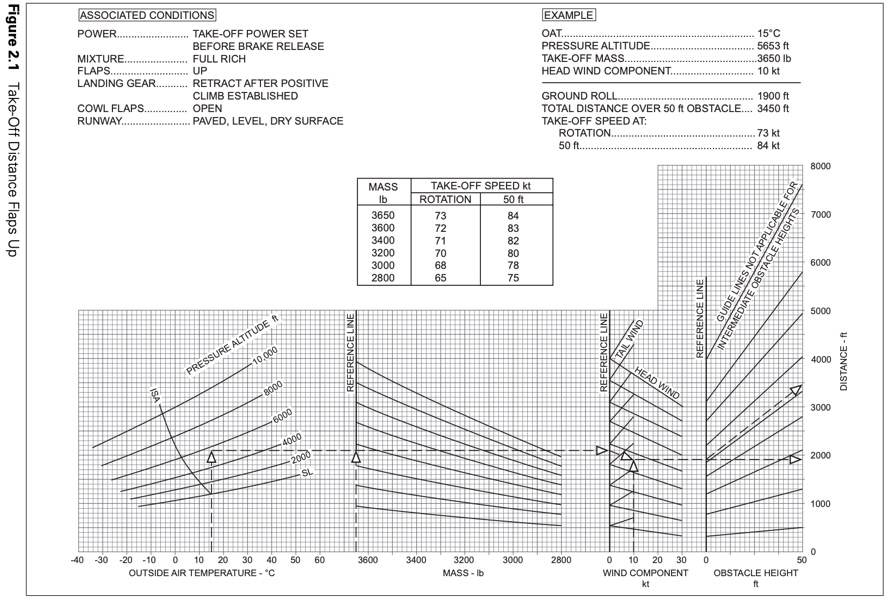 Figure 2.1 Take-Off Distance Flaps Up
ASSOCIATED CONDITIONS
POWER........................ TAKE-OFF POWER SET
BEFORE BRAKE RELEASE
MIXTURE...................... FULL RICH
FLAPS.......................... UP
LANDING GEAR........... RETRACT AFTER POSITIVE
CLIMB ESTABLISHED
COWL FLAPS............... OPEN
RUNWAY...................... PAVED, LEVEL, DRY SURFACE
EXAMPLE
OAT............................................................ 15°C
PRESSURE ALTITUDE................................ 5653 ft
TAKE-OFF MASS......................................... 3650 lb
HEAD WIND COMPONENT......................... 10 kt
GROUND ROLL............................................ 1900 ft
TOTAL DISTANCE OVER 50 ft OBSTACLE.... 3450 ft
TAKE-OFF SPEED AT:
ROTATION.............................................. 73 kt
50 ft......................................................... 84 kt
MASS TAKE-OFF SPEED kt
lb ROTATION 50 ft
3650 73 84
3600 72 83
3400 71 82
3200 70 80
3000 68 78
2800 65 75
PRESSURE ALTITUDE ft
10,000
8000
6000
4000
2000
SL
ISA
REFERENCE LINE
REFERENCE LINE
TAIL WIND
HEAD WIND
REFERENCE LINE
GUIDE LINES NOT APPLICABLE FOR
INTERMEDIATE OBSTACLE HEIGHTS
8000
7000
6000
5000
4000
3000
2000
1000
0
DISTANCE - ft
-40 -30 -20 -10 0 10 20 30 40 50 60 3600 3400 3200 3000 2800 0 10 20 30 0 50
OUTSIDE AIR TEMPERATURE - °C MASS - lb WIND COMPONENT OBSTACLE HEIGHT
kt ft